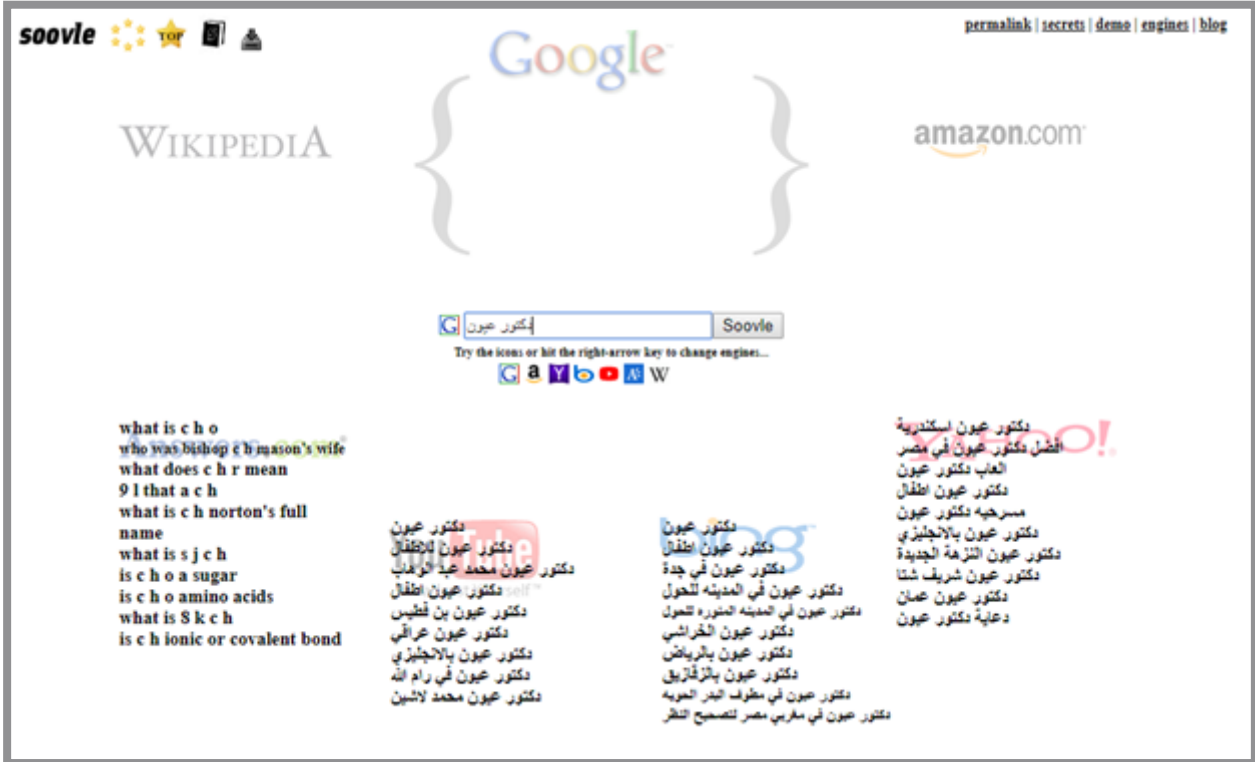 soovle
TOP
permalink | secrets | demo | engines | blog
Google
WIKIPEDIA
amazon.com
دكتور عيون
Soovle
Try the icons or hit the right-arrow key to change engines...
Answers.com
what is c h o
who was bishop c h mason's wife
what does c h r mean
9 l that a c h
what is c h norton's full
name
what is s j c h
is c h o a sugar
is c h o amino acids
what is 8 k c h
is c h ionic or covalent bond
YouTube
دكتور عيون
دكتور عيون للاطفال
دكتور عيون محمد عبد الوهاب
دكتور عيون اطفال
دكتور عيون بن قطيس
دكتور عيون عراقي
دكتور عيون بالانجليزي
دكتور عيون في رام الله
دكتور عيون محمد لاشين
bing
دكتور عيون
دكتور عيون اطفال
دكتور عيون في جدة
دكتور عيون في المدينه للحول
دكتور عيون في المدينه المنوره للحول
دكتور عيون الخراشي
دكتور عيون بالرياض
دكتور عيون بالزقازيق
دكتور عيون في مطوف البدر الحويه
دكتور عيون في مغربي مصر لتصحيح النظر
YAHOO!
دكتور عيون اسكندرية
افضل دكتور عيون في مصر
العاب دكتور عيون
دكتور عيون اطفال
مسرحيه دكتور عيون
دكتور عيون بالانجليزي
دكتور عيون النزهة الجديدة
دكتور عيون شريف شتا
دكتور عيون عمان
دعاية دكتور عيون